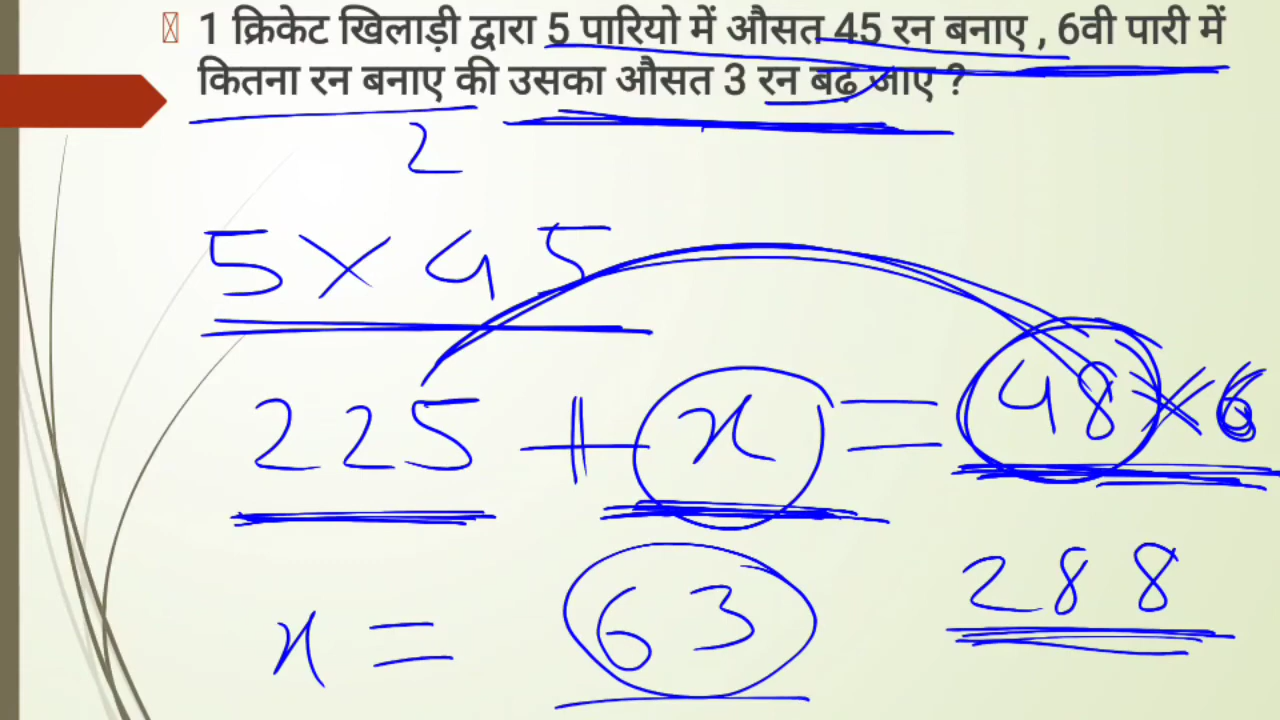 1 क्रिकेट खिलाड़ी द्वारा 5 पारियो में औसत 45 रन बनाए , 6वी पारी में
कितना रन बनाए की उसका औसत 3 रन बढ़ जाए ?
2
5 × 45
225 + x = 48 × 6
288
x = 63